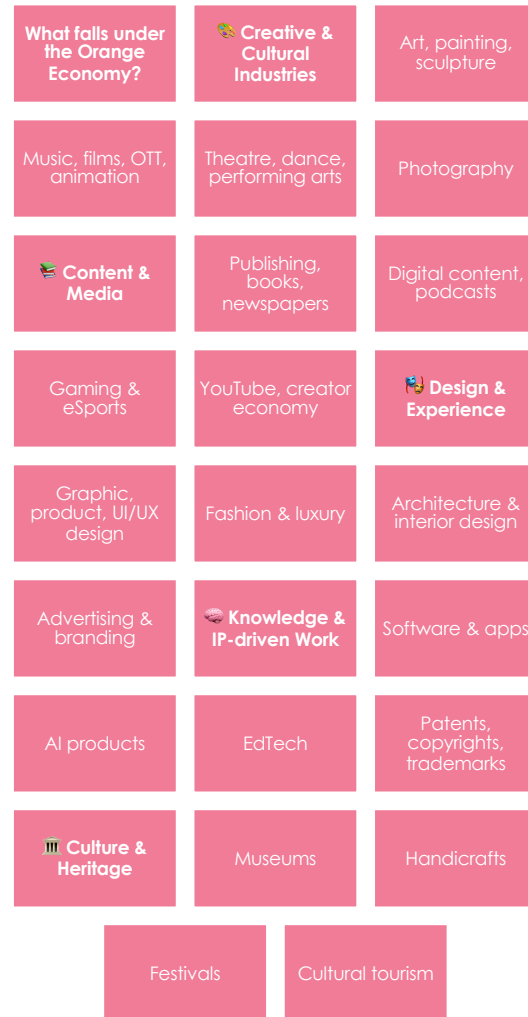 What falls under
the Orange
Economy?
🎨 Creative &
Cultural
Industries
Art, painting,
sculpture
Music, films, OTT,
animation
Theatre, dance,
performing arts
Photography
📚 Content &
Media
Publishing,
books,
newspapers
Digital content,
podcasts
Gaming &
eSports
YouTube, creator
economy
🎭 Design &
Experience
Graphic,
product, UI/UX
design
Fashion & luxury
Architecture &
interior design
Advertising &
branding
🧠 Knowledge &
IP-driven Work
Software & apps
AI products
EdTech
Patents,
copyrights,
trademarks
🏛 Culture &
Heritage
Museums
Handicrafts
Festivals
Cultural tourism